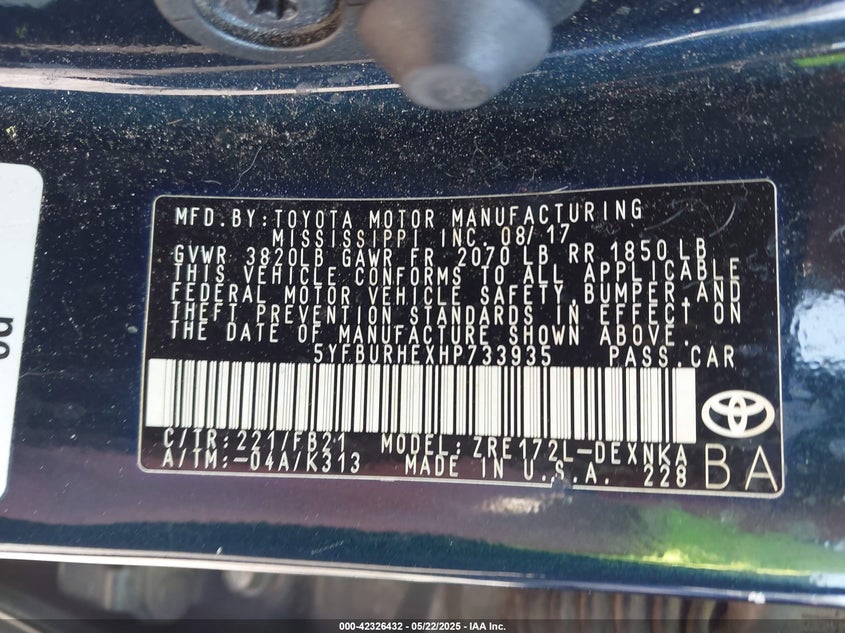 MFD.BY:TOYOTA MOTOR MANUFACTURING
MISSISSIPPI INC. 08/17
GVWR 3820LB GAWR FR 2070 LB RR 1850 LB
THIS VEHICLE CONFORMS TO ALL APPLICABLE
FEDERAL MOTOR VEHICLE SAFETY,BUMPER,AND
THEFT PREVENTION STANDARDS IN EFFECT ON
THE DATE OF MANUFACTURE SHOWN ABOVE.
5YFBURHEXHP733935 PASS.CAR
C/TR:221/FB21 MODEL:ZRE172L-DEXNKA
A/TM:-04A/K313 MADE IN U.S.A. 228
BA
000-42326432 - 05/22/2025 - IAA Inc.